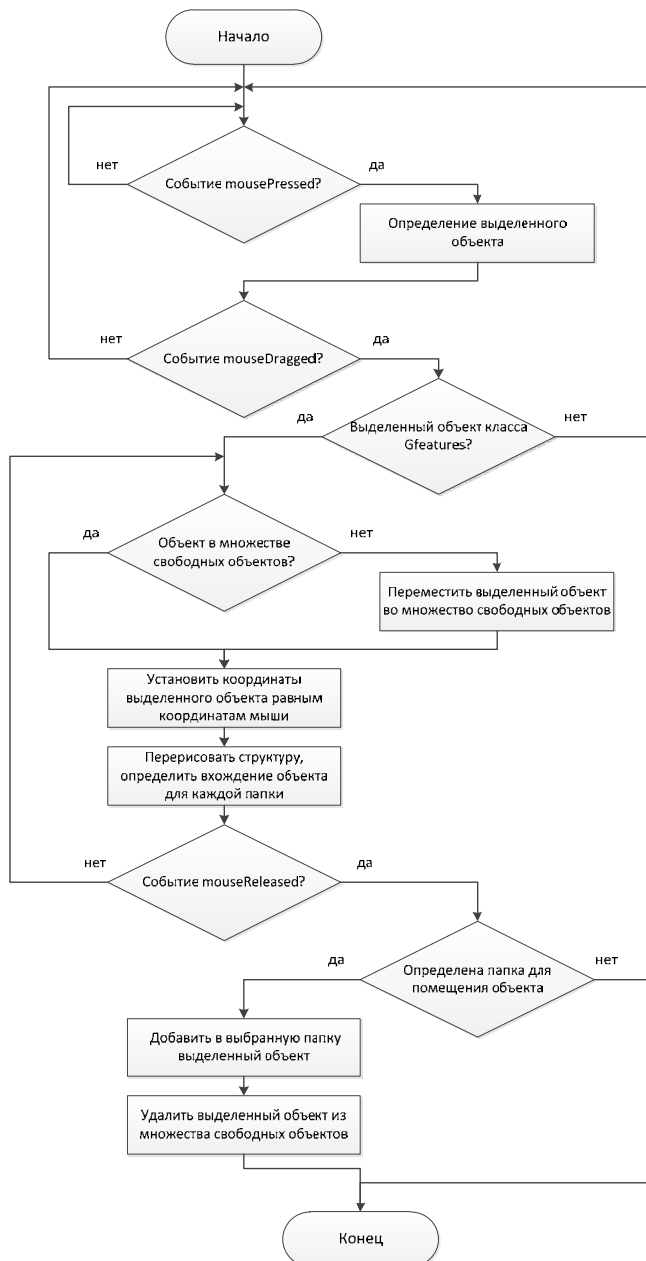 Начало
нет
да
Событие mousePressed?
Определение выделенного
объекта
нет
да
Событие mouseDragged?
да
нет
Выделенный объект класса
Gfeatures?
да
нет
Объект в множестве
свободных объектов?
Переместить выделенный объект
во множество свободных объектов
Установить координаты
выделенного объекта равным
координатам мыши
Перерисовать структуру,
определить вхождение объекта
для каждой папки
нет
да
Событие mouseReleased?
да
нет
Определена папка для
помещения объекта
Добавить в выбранную папку
выделенный объект
Удалить выделенный объект из
множества свободных объектов
Конец